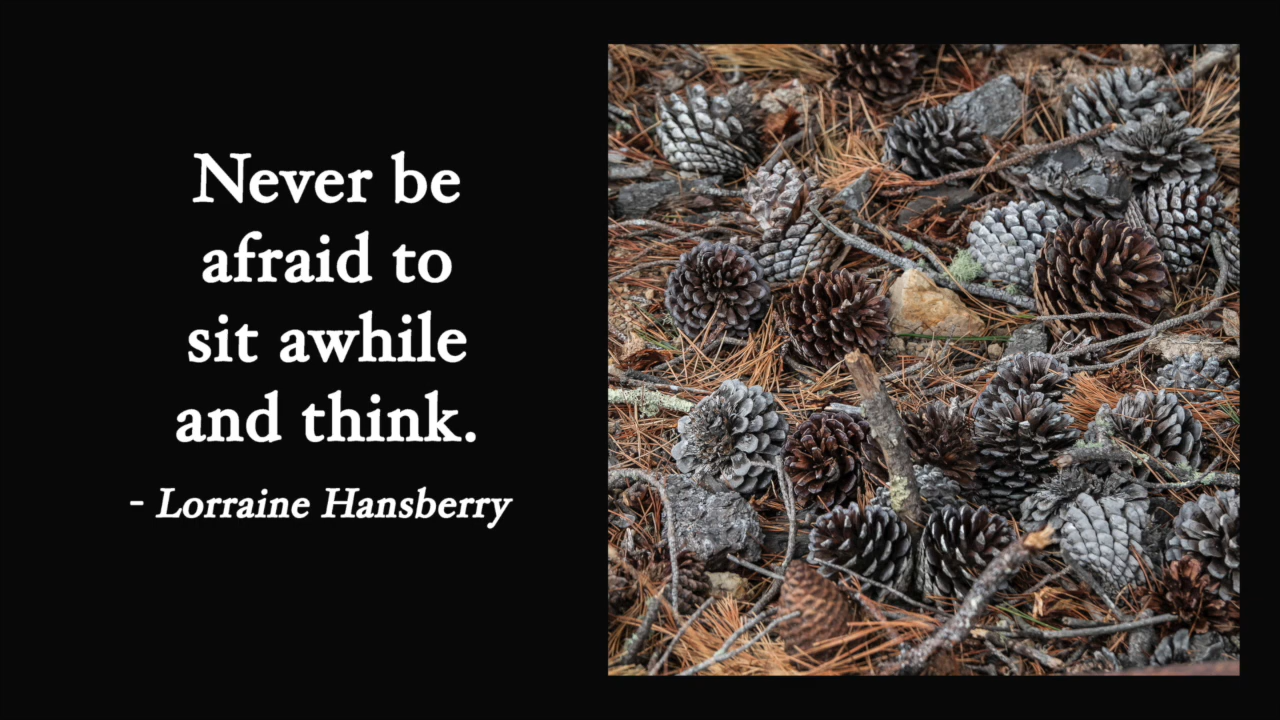 Never be
afraid to
sit awhile
and think.
- Lorraine Hansberry